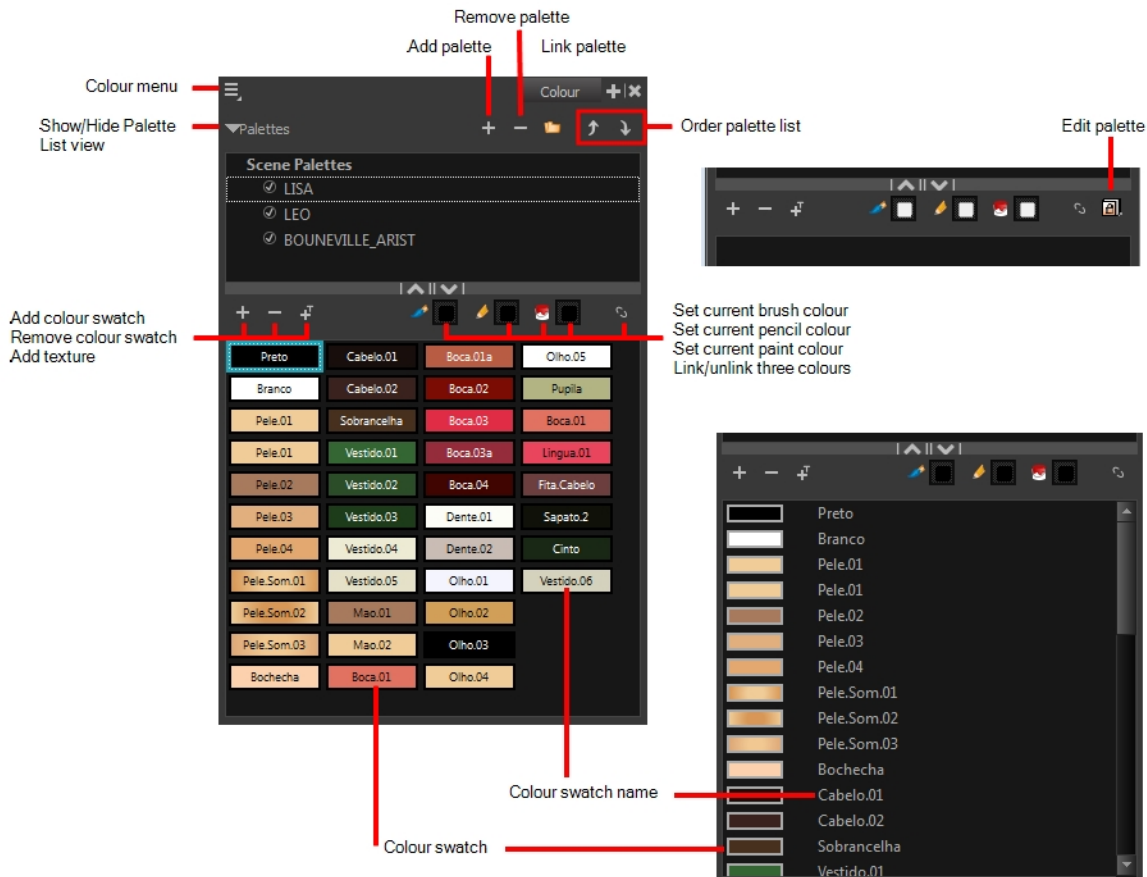 Remove palette
Add palette
Link palette
Colour menu
Colour
Show/Hide Palette
List view
Palettes
Order palette list
Edit palette
Scene Palettes
LISA
LEO
BOUNEVILLE_ARIST
Add colour swatch
Remove colour swatch
Add texture
Set current brush colour
Set current pencil colour
Set current paint colour
Link/unlink three colours
Preto Cabelo.01 Boca.01a Olho.05
Branco Cabelo.02 Boca.02 Pupila
Pele.01 Sobrancelha Boca.03 Boca.01
Pele.01 Vestido.01 Boca.03a Lingua.01
Pele.02 Vestido.02 Boca.04 Fita.Cabelo
Pele.03 Vestido.03 Dente.01 Sapato.2
Pele.04 Vestido.04 Dente.02 Cinto
Pele.Som.01 Vestido.05 Olho.01 Vestido.06
Pele.Som.02 Mao.01 Olho.02
Pele.Som.03 Mao.02 Olho.03
Bochecha Boca.01 Olho.04
Preto
Branco
Pele.01
Pele.01
Pele.02
Pele.03
Pele.04
Pele.Som.01
Pele.Som.02
Pele.Som.03
Bochecha
Cabelo.01
Cabelo.02
Sobrancelha
Vestido.01
Colour swatch name
Colour swatch